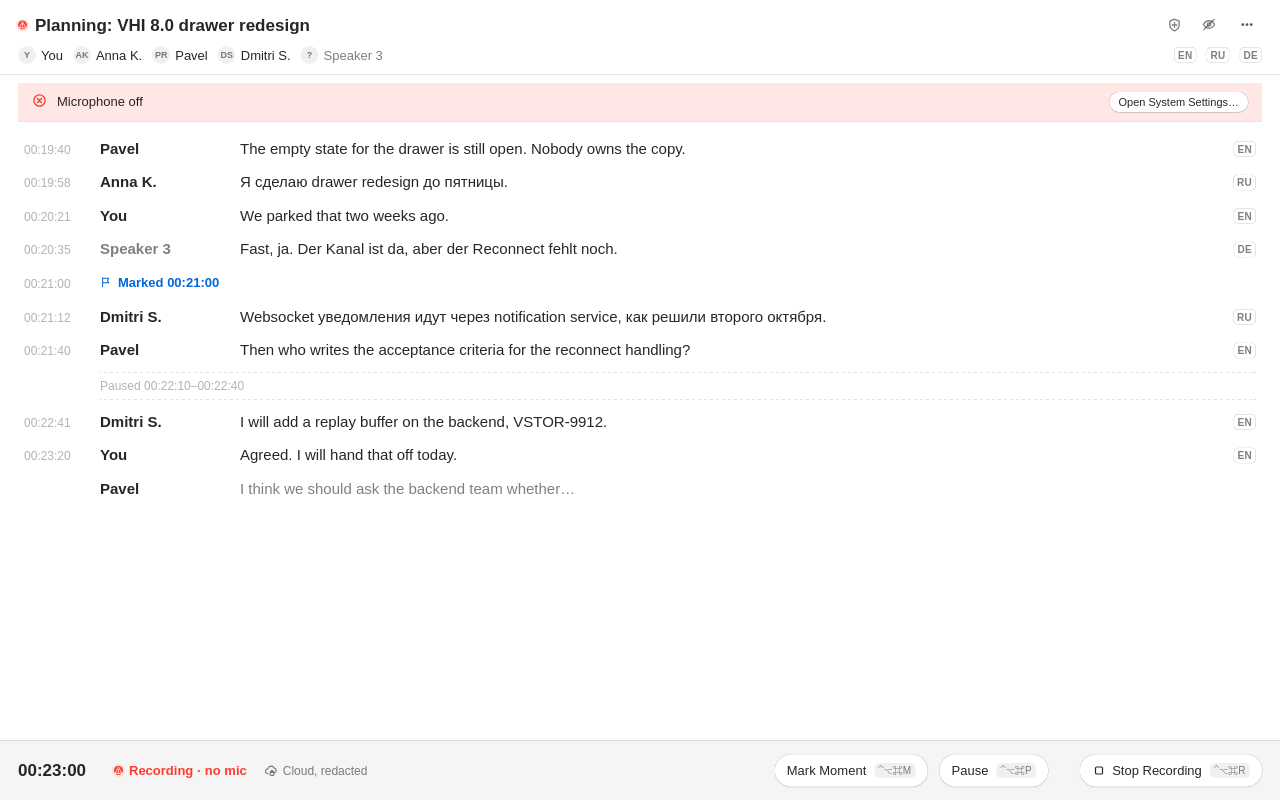 Planning: VHI 8.0 drawer redesign
Y You AK Anna K. PR Pavel DS Dmitri S. ? Speaker 3 EN RU DE
Microphone off Open System Settings…
00:19:40 Pavel The empty state for the drawer is still open. Nobody owns the copy. EN
00:19:58 Anna K. Я сделаю drawer redesign до пятницы. RU
00:20:21 You We parked that two weeks ago. EN
00:20:35 Speaker 3 Fast, ja. Der Kanal ist da, aber der Reconnect fehlt noch. DE
00:21:00 Marked 00:21:00
00:21:12 Dmitri S. Websocket уведомления идут через notification service, как решили второго октября. RU
00:21:40 Pavel Then who writes the acceptance criteria for the reconnect handling? EN
Paused 00:22:10–00:22:40
00:22:41 Dmitri S. I will add a replay buffer on the backend, VSTOR-9912. EN
00:23:20 You Agreed. I will hand that off today. EN
Pavel I think we should ask the backend team whether…
00:23:00 Recording · no mic Cloud, redacted Mark Moment ^⌥⌘M Pause ^⌥⌘P Stop Recording ^⌥⌘R